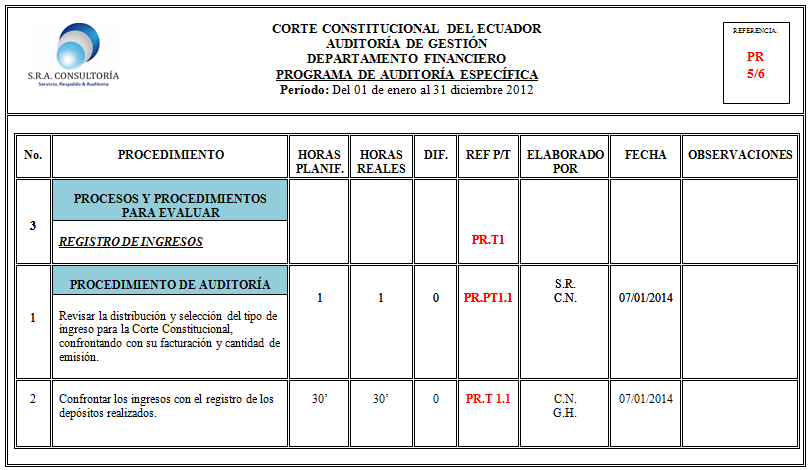 S.R.A. CONSULTORÍA
Servicio, Respaldo & Auditoría
CORTE CONSTITUCIONAL DEL ECUADOR
AUDITORÍA DE GESTIÓN
DEPARTAMENTO FINANCIERO
PROGRAMA DE AUDITORÍA ESPECÍFICA
Período: Del 01 de enero al 31 diciembre 2012
REFERENCIA:
PR
5/6
No.
PROCEDIMIENTO
HORAS
PLANIF.
HORAS
REALES
DIF.
REF P/T
ELABORADO
POR
FECHA
OBSERVACIONES
3
PROCESOS Y PROCEDIMIENTOS
PARA EVALUAR
REGISTRO DE INGRESOS
PR.T1
1
PROCEDIMIENTO DE AUDITORÍA
Revisar la distribución y selección del tipo de
ingreso para la Corte Constitucional,
confrontando con su facturación y cantidad de
emisión.
1
1
0
PR.PT1.1
S.R.
C.N.
07/01/2014
2
Confrontar los ingresos con el registro de los
depósitos realizados.
30’
30’
0
PR.T 1.1
C.N.
G.H.
07/01/2014